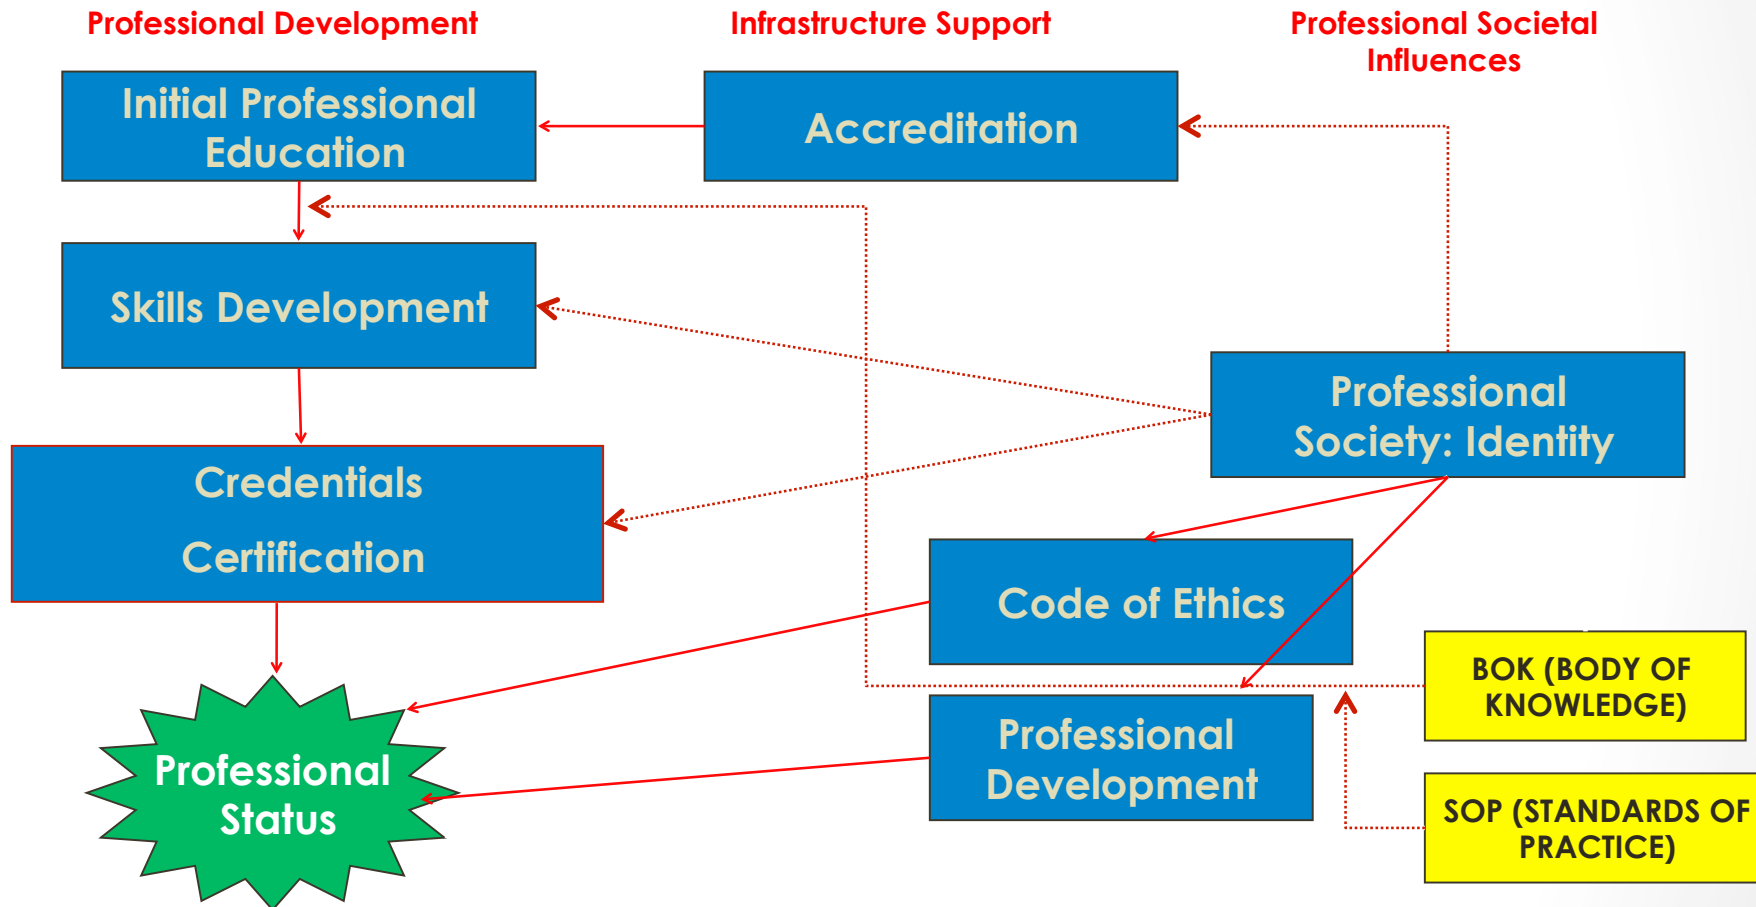 Professional Development
Infrastructure Support
Professional Societal
Influences
Initial Professional
Education
Accreditation
Skills Development
Professional
Society: Identity
Credentials
Certification
Code of Ethics
BOK (BODY OF
KNOWLEDGE)
Professional
Development
Professional
Status
SOP (STANDARDS OF
PRACTICE)